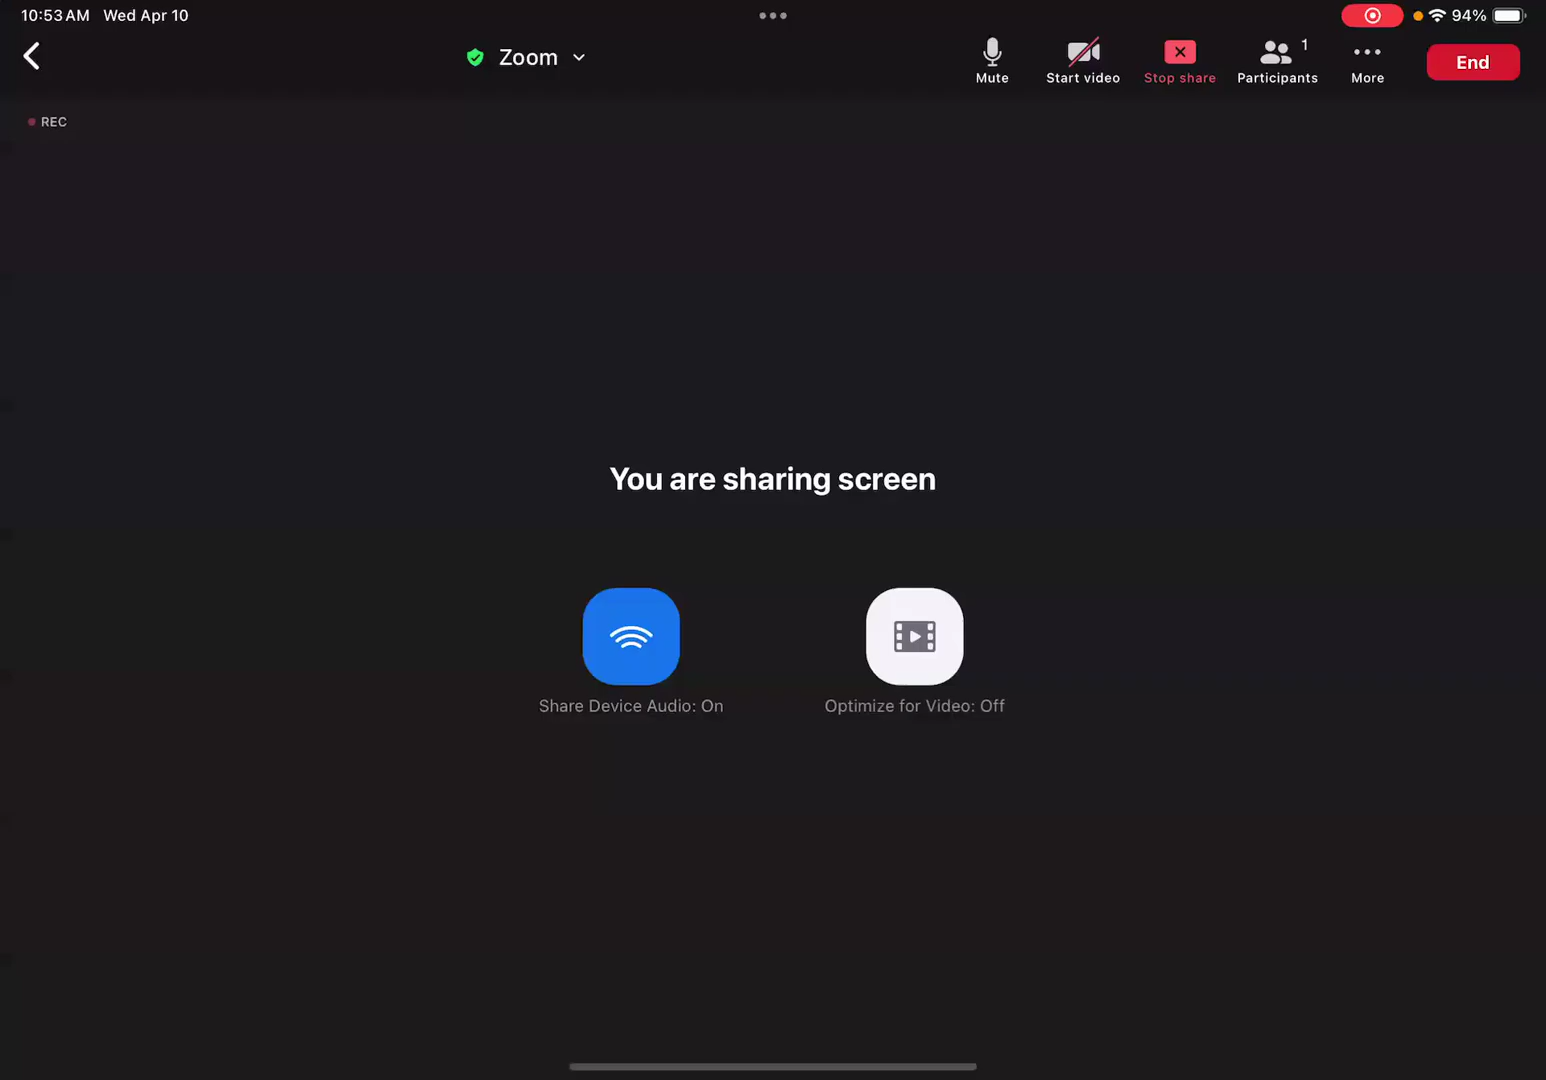 10:53 AM Wed Apr 10
94%
Zoom
Mute
Start video
Stop share
1
Participants
More
End
REC
You are sharing screen
Share Device Audio: On
Optimize for Video: Off